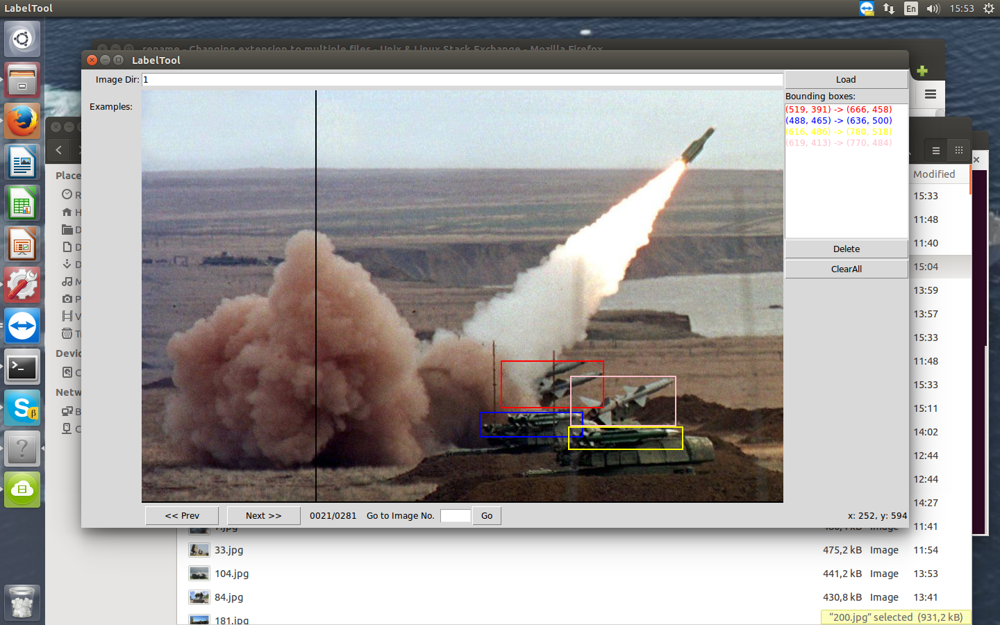 LabelTool
En
15:53
rename - Changing extension to multiple files - Unix & Linux Stack Exchange - Mozilla Firefox
LabelTool
Image Dir: 1
Load
Examples:
Bounding boxes:
(519, 391) -> (666, 458)
(488, 465) -> (636, 500)
(616, 486) -> (780, 518)
(619, 413) -> (770, 484)
Delete
ClearAll
<< Prev
Next >>
0021/0281
Go to Image No.
Go
x: 252, y: 594
Place
R
H
D
D
D
M
P
V
Devic
C
Netw
B
C
Modified
15:33
11:48
11:40
15:04
13:59
13:57
15:33
11:48
15:33
15:11
14:02
12:44
12:44
14:27
7.jpg Image 11:41
33.jpg 475,2 kB Image 11:54
104.jpg 441,2 kB Image 13:53
84.jpg 430,8 kB Image 13:41
181.jpg
“200.jpg” selected (931,2 kB)